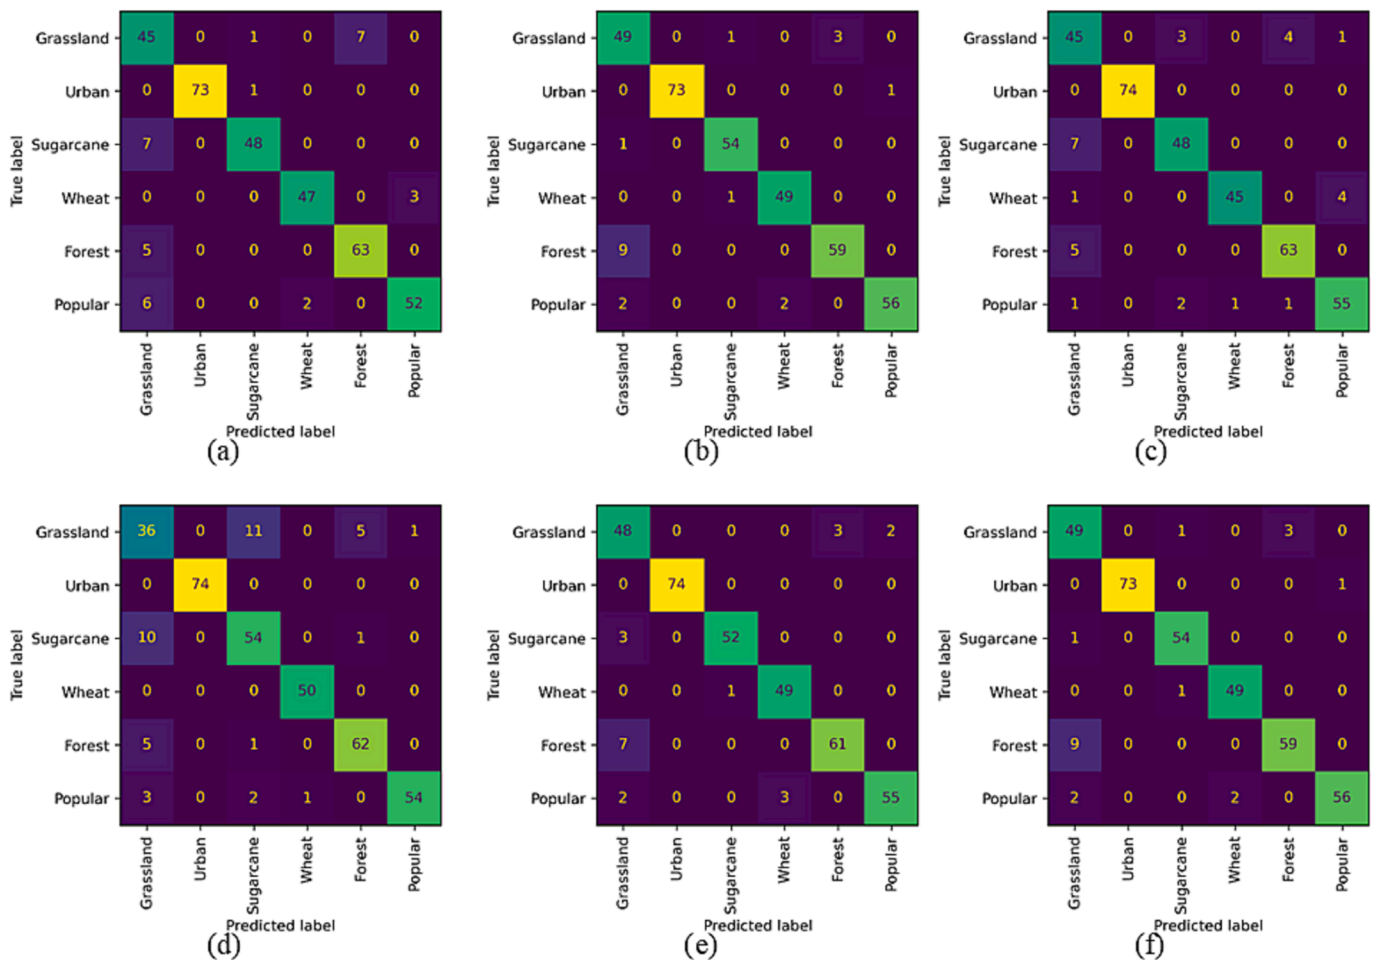 Grassland 45 0 1 0 7 0
Urban 0 73 1 0 0 0
Sugarcane 7 0 48 0 0 0
Wheat 0 0 0 47 0 3
Forest 5 0 0 0 63 0
Popular 6 0 0 2 0 52
True label
Grassland Urban Sugarcane Wheat Forest Popular
Predicted label
(a)
Grassland 49 0 1 0 3 0
Urban 0 73 0 0 0 1
Sugarcane 1 0 54 0 0 0
Wheat 0 0 1 49 0 0
Forest 9 0 0 0 59 0
Popular 2 0 0 2 0 56
True label
Grassland Urban Sugarcane Wheat Forest Popular
Predicted label
(b)
Grassland 45 0 3 0 4 1
Urban 0 74 0 0 0 0
Sugarcane 7 0 48 0 0 0
Wheat 1 0 0 45 0 4
Forest 5 0 0 0 63 0
Popular 1 0 2 1 1 55
True label
Grassland Urban Sugarcane Wheat Forest Popular
Predicted label
(c)
Grassland 36 0 11 0 5 1
Urban 0 74 0 0 0 0
Sugarcane 10 0 54 0 1 0
Wheat 0 0 0 50 0 0
Forest 5 0 1 0 62 0
Popular 3 0 2 1 0 54
True label
Grassland Urban Sugarcane Wheat Forest Popular
Predicted label
(d)
Grassland 48 0 0 0 3 2
Urban 0 74 0 0 0 0
Sugarcane 3 0 52 0 0 0
Wheat 0 0 1 49 0 0
Forest 7 0 0 0 61 0
Popular 2 0 0 3 0 55
True label
Grassland Urban Sugarcane Wheat Forest Popular
Predicted label
(e)
Grassland 49 0 1 0 3 0
Urban 0 73 0 0 0 1
Sugarcane 1 0 54 0 0 0
Wheat 0 0 1 49 0 0
Forest 9 0 0 0 59 0
Popular 2 0 0 2 0 56
True label
Grassland Urban Sugarcane Wheat Forest Popular
Predicted label
(f)